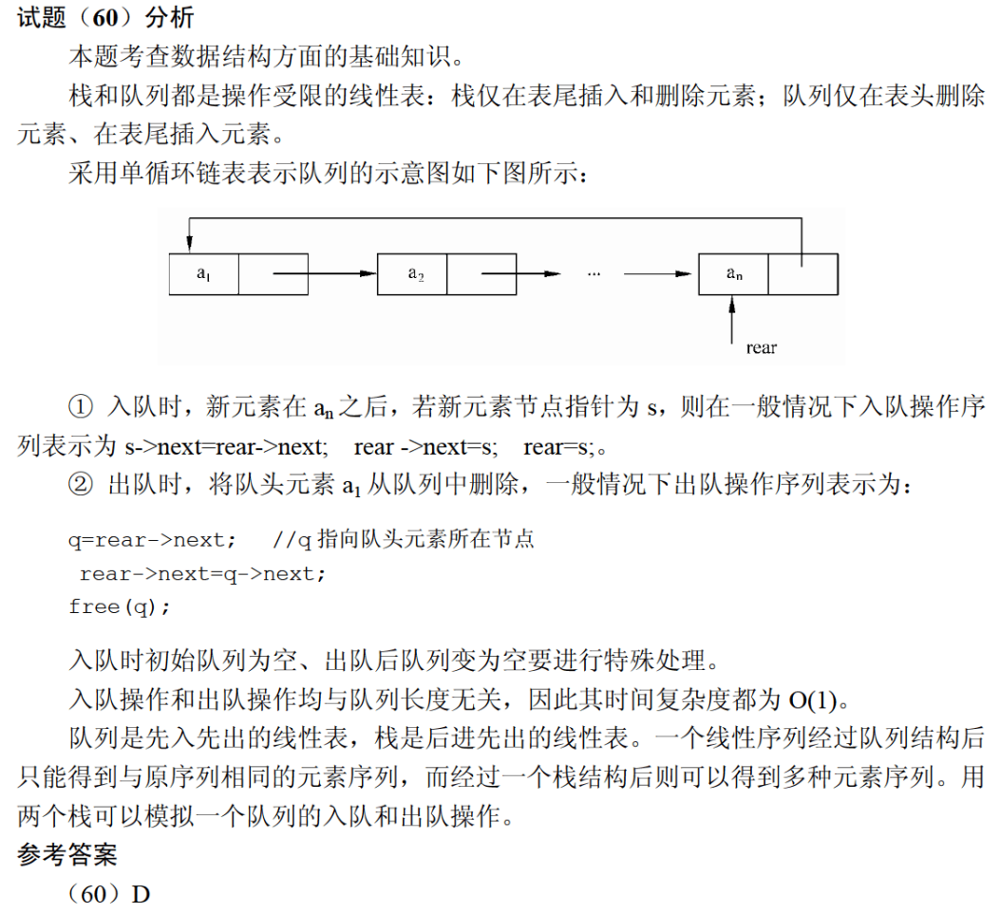 试题（60）分析
本题考查数据结构方面的基础知识。
栈和队列都是操作受限的线性表：栈仅在表尾插入和删除元素；队列仅在表头删除
元素、在表尾插入元素。
采用单循环链表表示队列的示意图如下图所示：
a₁ a₂ ··· aₙ
rear
① 入队时，新元素在 aₙ之后，若新元素节点指针为 s，则在一般情况下入队操作序
列表示为 s->next=rear->next; rear ->next=s; rear=s;。
② 出队时，将队头元素 a₁ 从队列中删除，一般情况下出队操作序列表示为：
q=rear->next; //q 指向队头元素所在节点
rear->next=q->next;
free(q);
入队时初始队列为空、出队后队列变为空要进行特殊处理。
入队操作和出队操作均与队列长度无关，因此其时间复杂度都为 O(1)。
队列是先入先出的线性表，栈是后进先出的线性表。一个线性序列经过队列结构后
只能得到与原序列相同的元素序列，而经过一个栈结构后则可以得到多种元素序列。用
两个栈可以模拟一个队列的入队和出队操作。
参考答案
（60）D